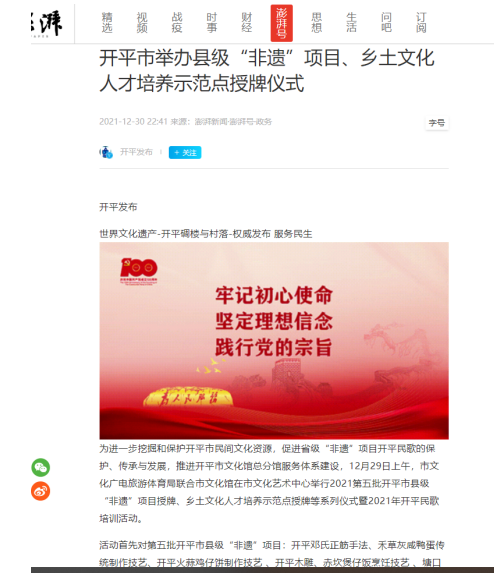 澎湃
精选 视频 战疫 时事 财经 澎湃号 思想 生活 问吧 订阅
开平市举办县级“非遗”项目、乡土文化
人才培养示范点授牌仪式
2021-12-30 22:41 来源：澎湃新闻·澎湃号·政务
字号
开平发布 + 关注
开平发布
世界文化遗产-开平碉楼与村落-权威发布 服务民生
100
牢记初心使命
坚定理想信念
践行党的宗旨
为人民服务
为进一步挖掘和保护开平市民间文化资源，促进省级“非遗”项目开平民歌的保
护、传承与发展，推进开平市文化馆总分馆服务体系建设，12月29日上午，市文
化广电旅游体育局联合市文化馆在市文化艺术中心举行2021第五批开平市县级
“非遗”项目授牌、乡土文化人才培养示范点授牌等系列仪式暨2021年开平民歌
培训活动。
活动首先对第五批开平市县级“非遗”项目：开平邓氏正筋手法、禾草灰咸鸭蛋传
统制作技艺、开平火蒜鸡仔饼制作技艺 、开平木雕、赤坎煲仔饭烹饪技艺 、塘口